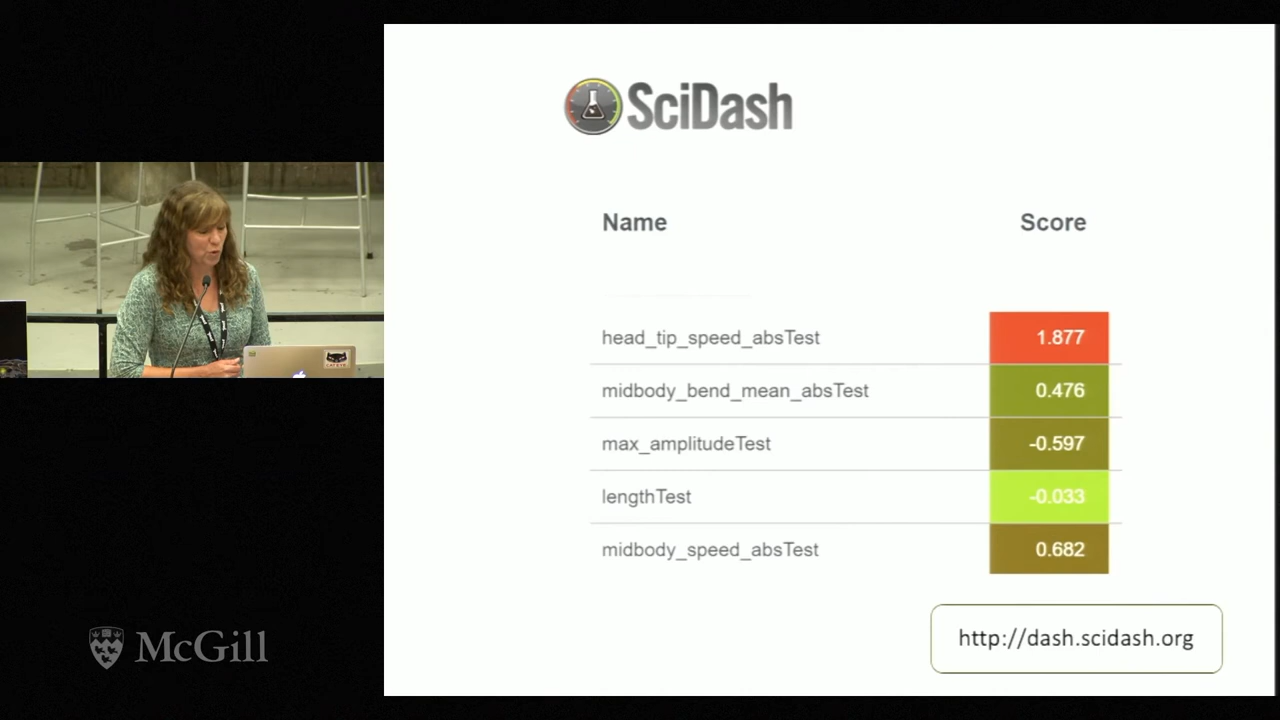 SciDash
Name Score
head_tip_speed_absTest 1.877
midbody_bend_mean_absTest 0.476
max_amplitudeTest -0.597
lengthTest -0.033
midbody_speed_absTest 0.682
http://dash.scidash.org
McGill